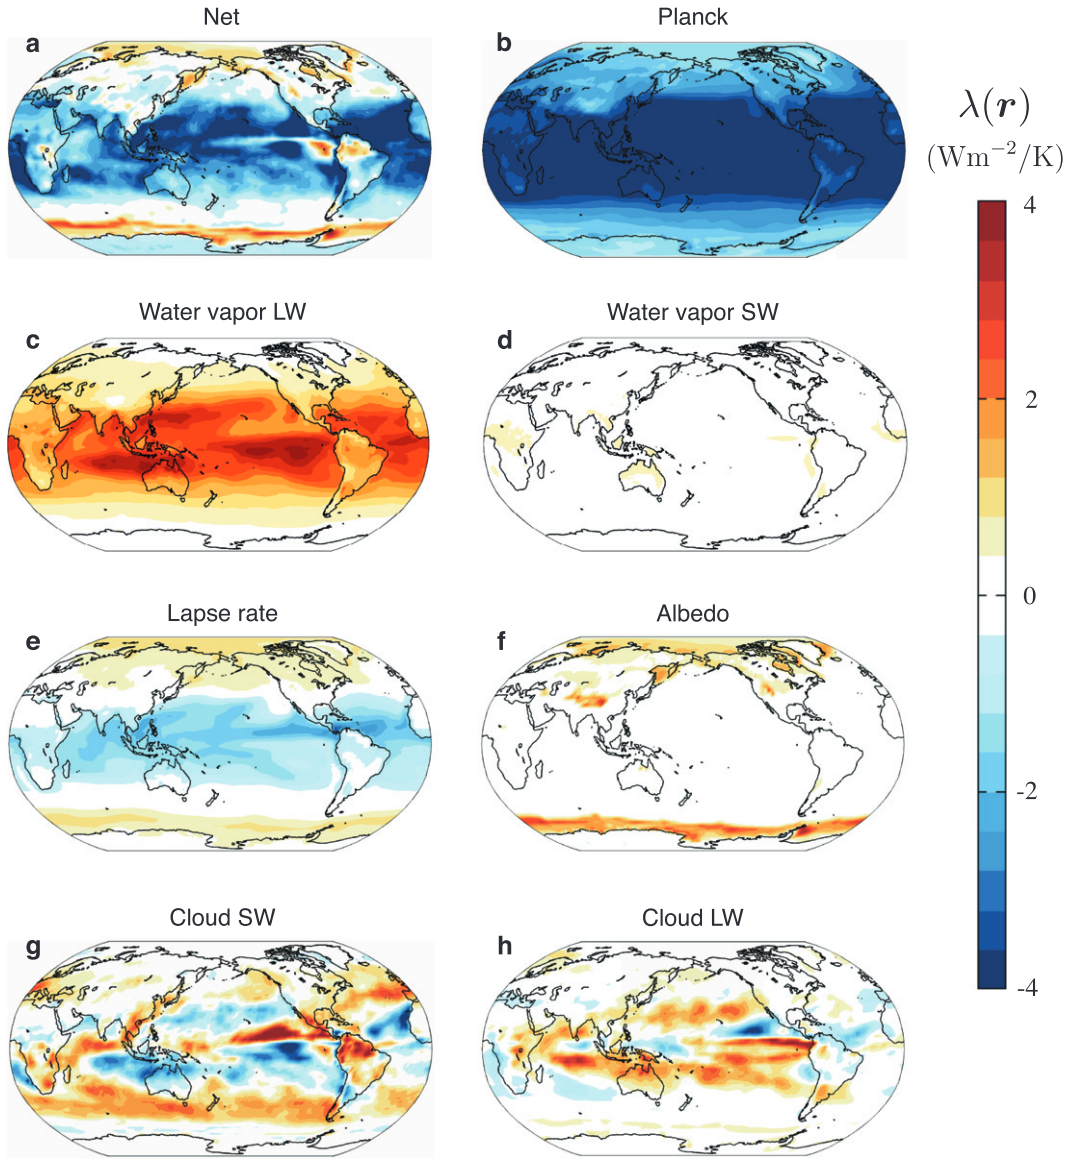 Net
Planck
a
b
λ(r)
(Wm−2/K)
4
2
0
-2
-4
Water vapor LW
Water vapor SW
c
d
Lapse rate
Albedo
e
f
Cloud SW
Cloud LW
g
h